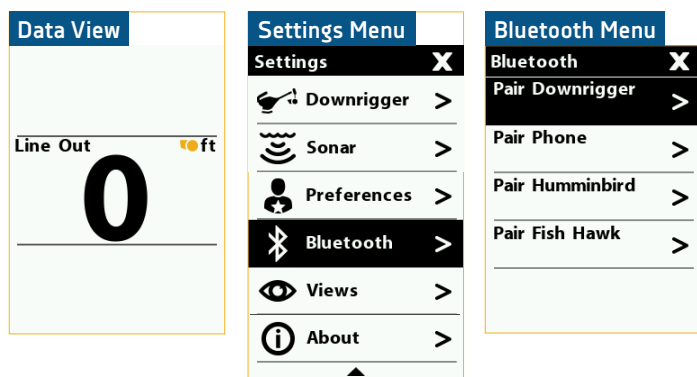 Data View
Line Out ft
0
Settings Menu
Settings X
Downrigger >
Sonar >
Preferences >
Bluetooth >
Views >
About >
Bluetooth Menu
Bluetooth X
Pair Downrigger >
Pair Phone >
Pair Humminbird >
Pair Fish Hawk >